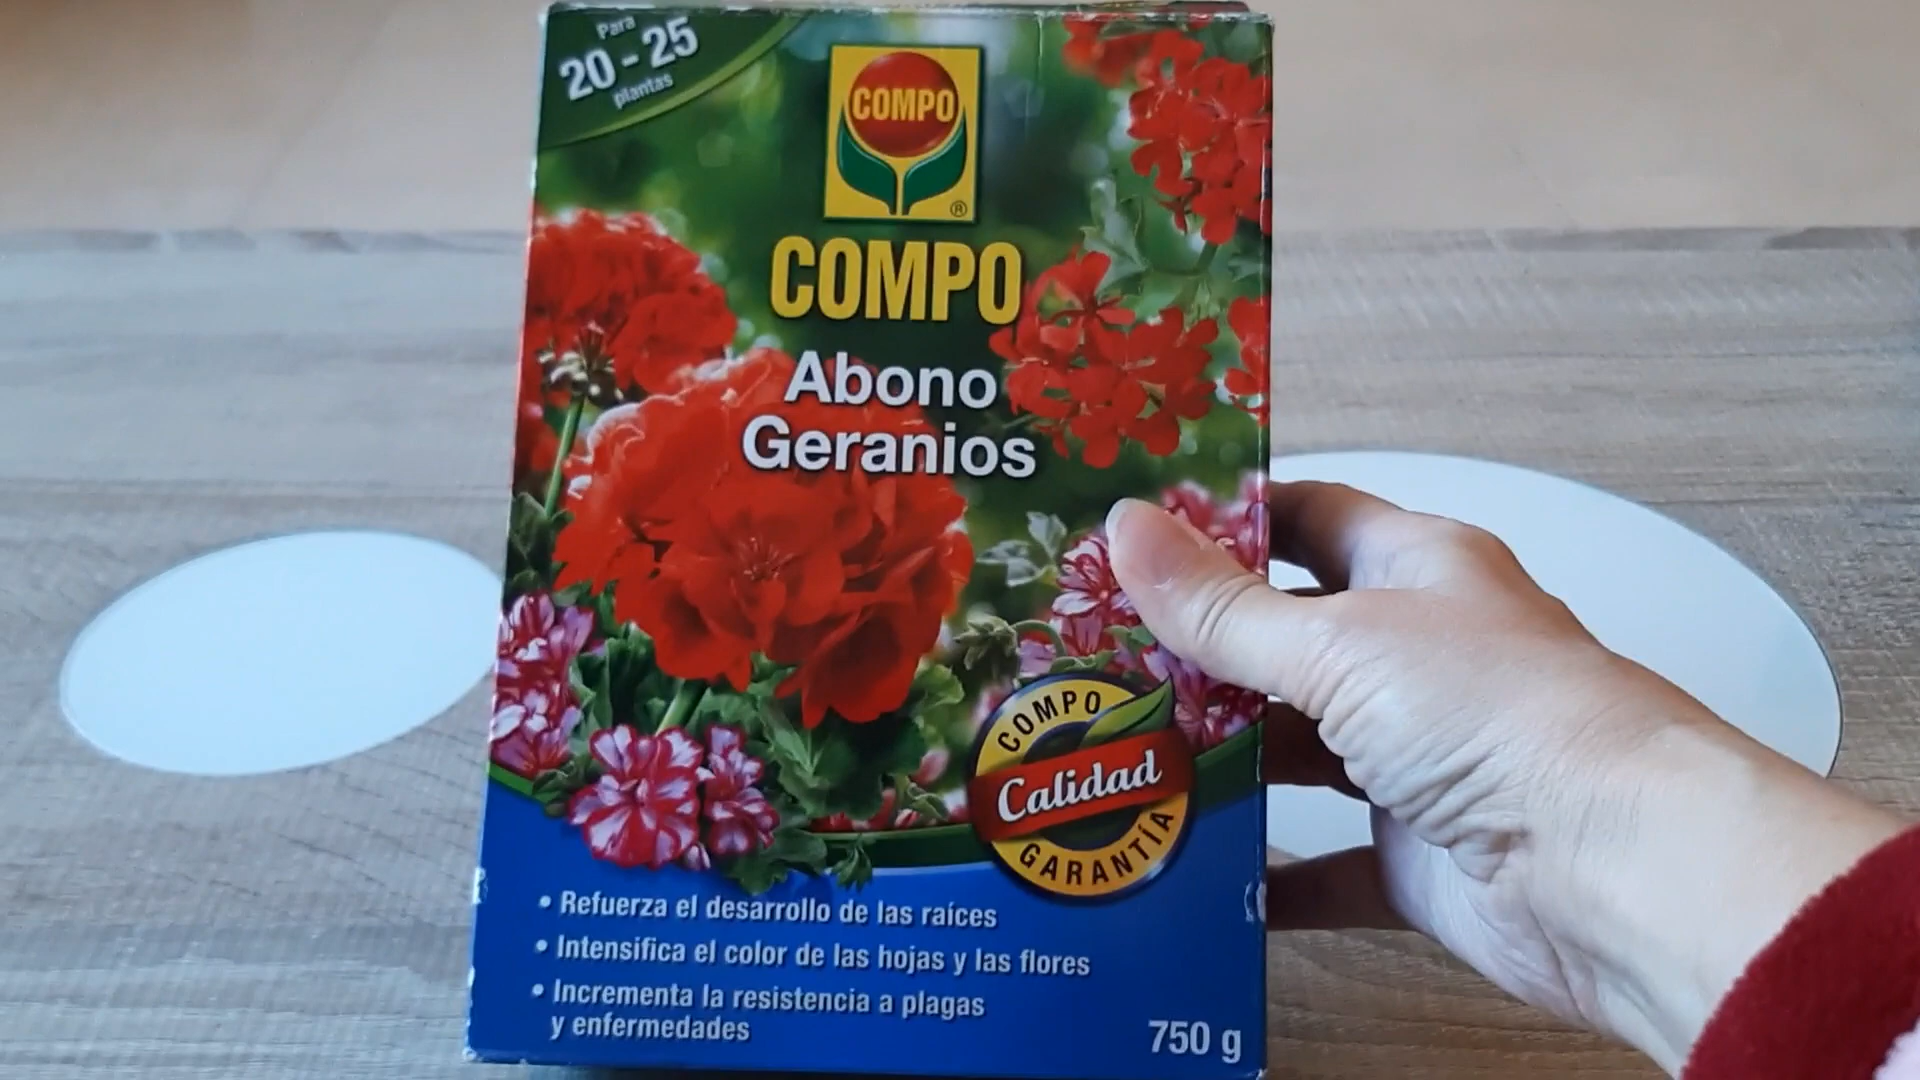 Para
20 - 25
plantas
COMPO
®
COMPO
Abono
Geranios
COMPO
Calidad
GARANTÍA
• Refuerza el desarrollo de las raíces
• Intensifica el color de las hojas y las flores
• Incrementa la resistencia a plagas
y enfermedades
750 g